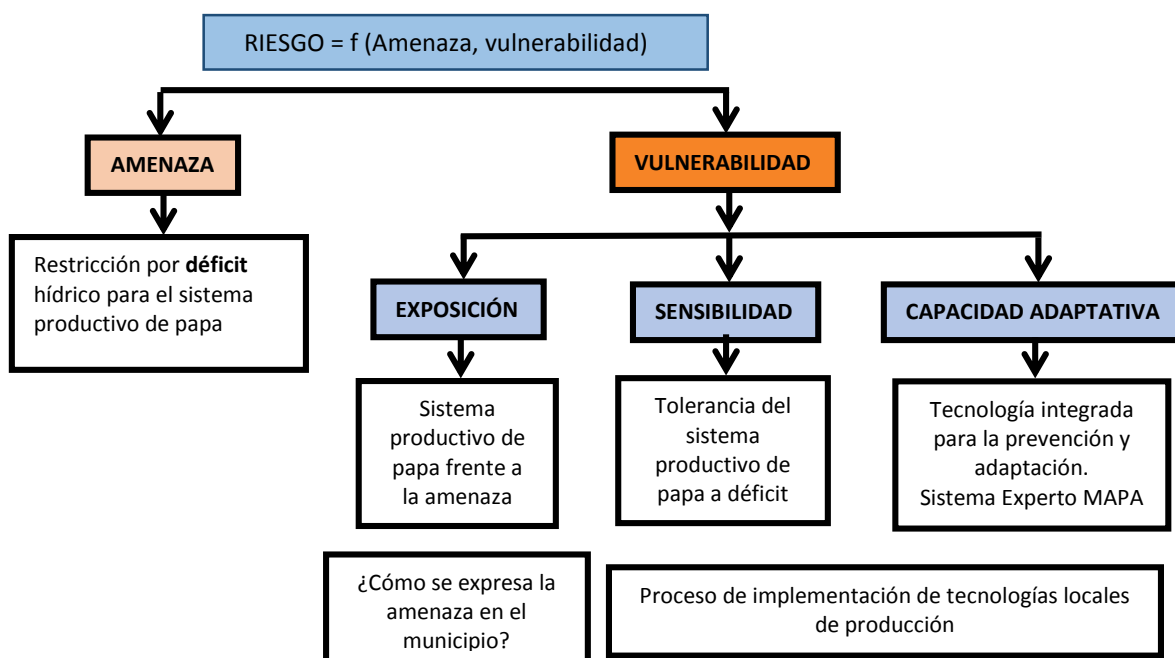 RIESGO = f (Amenaza, vulnerabilidad)
AMENAZA
VULNERABILIDAD
Restricción por déficit
hídrico para el sistema
productivo de papa
EXPOSICIÓN
SENSIBILIDAD
CAPACIDAD ADAPTATIVA
Sistema
productivo de
papa frente a
la amenaza
Tolerancia del
sistema
productivo de
papa a déficit
Tecnología integrada
para la prevención y
adaptación.
Sistema Experto MAPA
¿Cómo se expresa la
amenaza en el
municipio?
Proceso de implementación de tecnologías locales
de producción